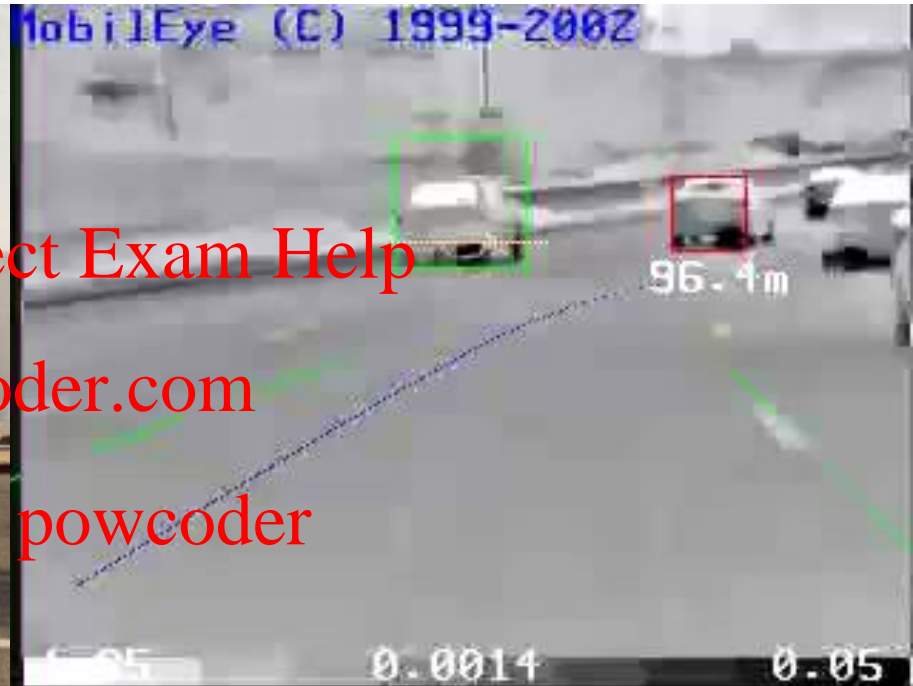 MobilEye (C) 1999-2002
ect Exam Help
96.4m
oder.com
powcoder
0.0014
0.05